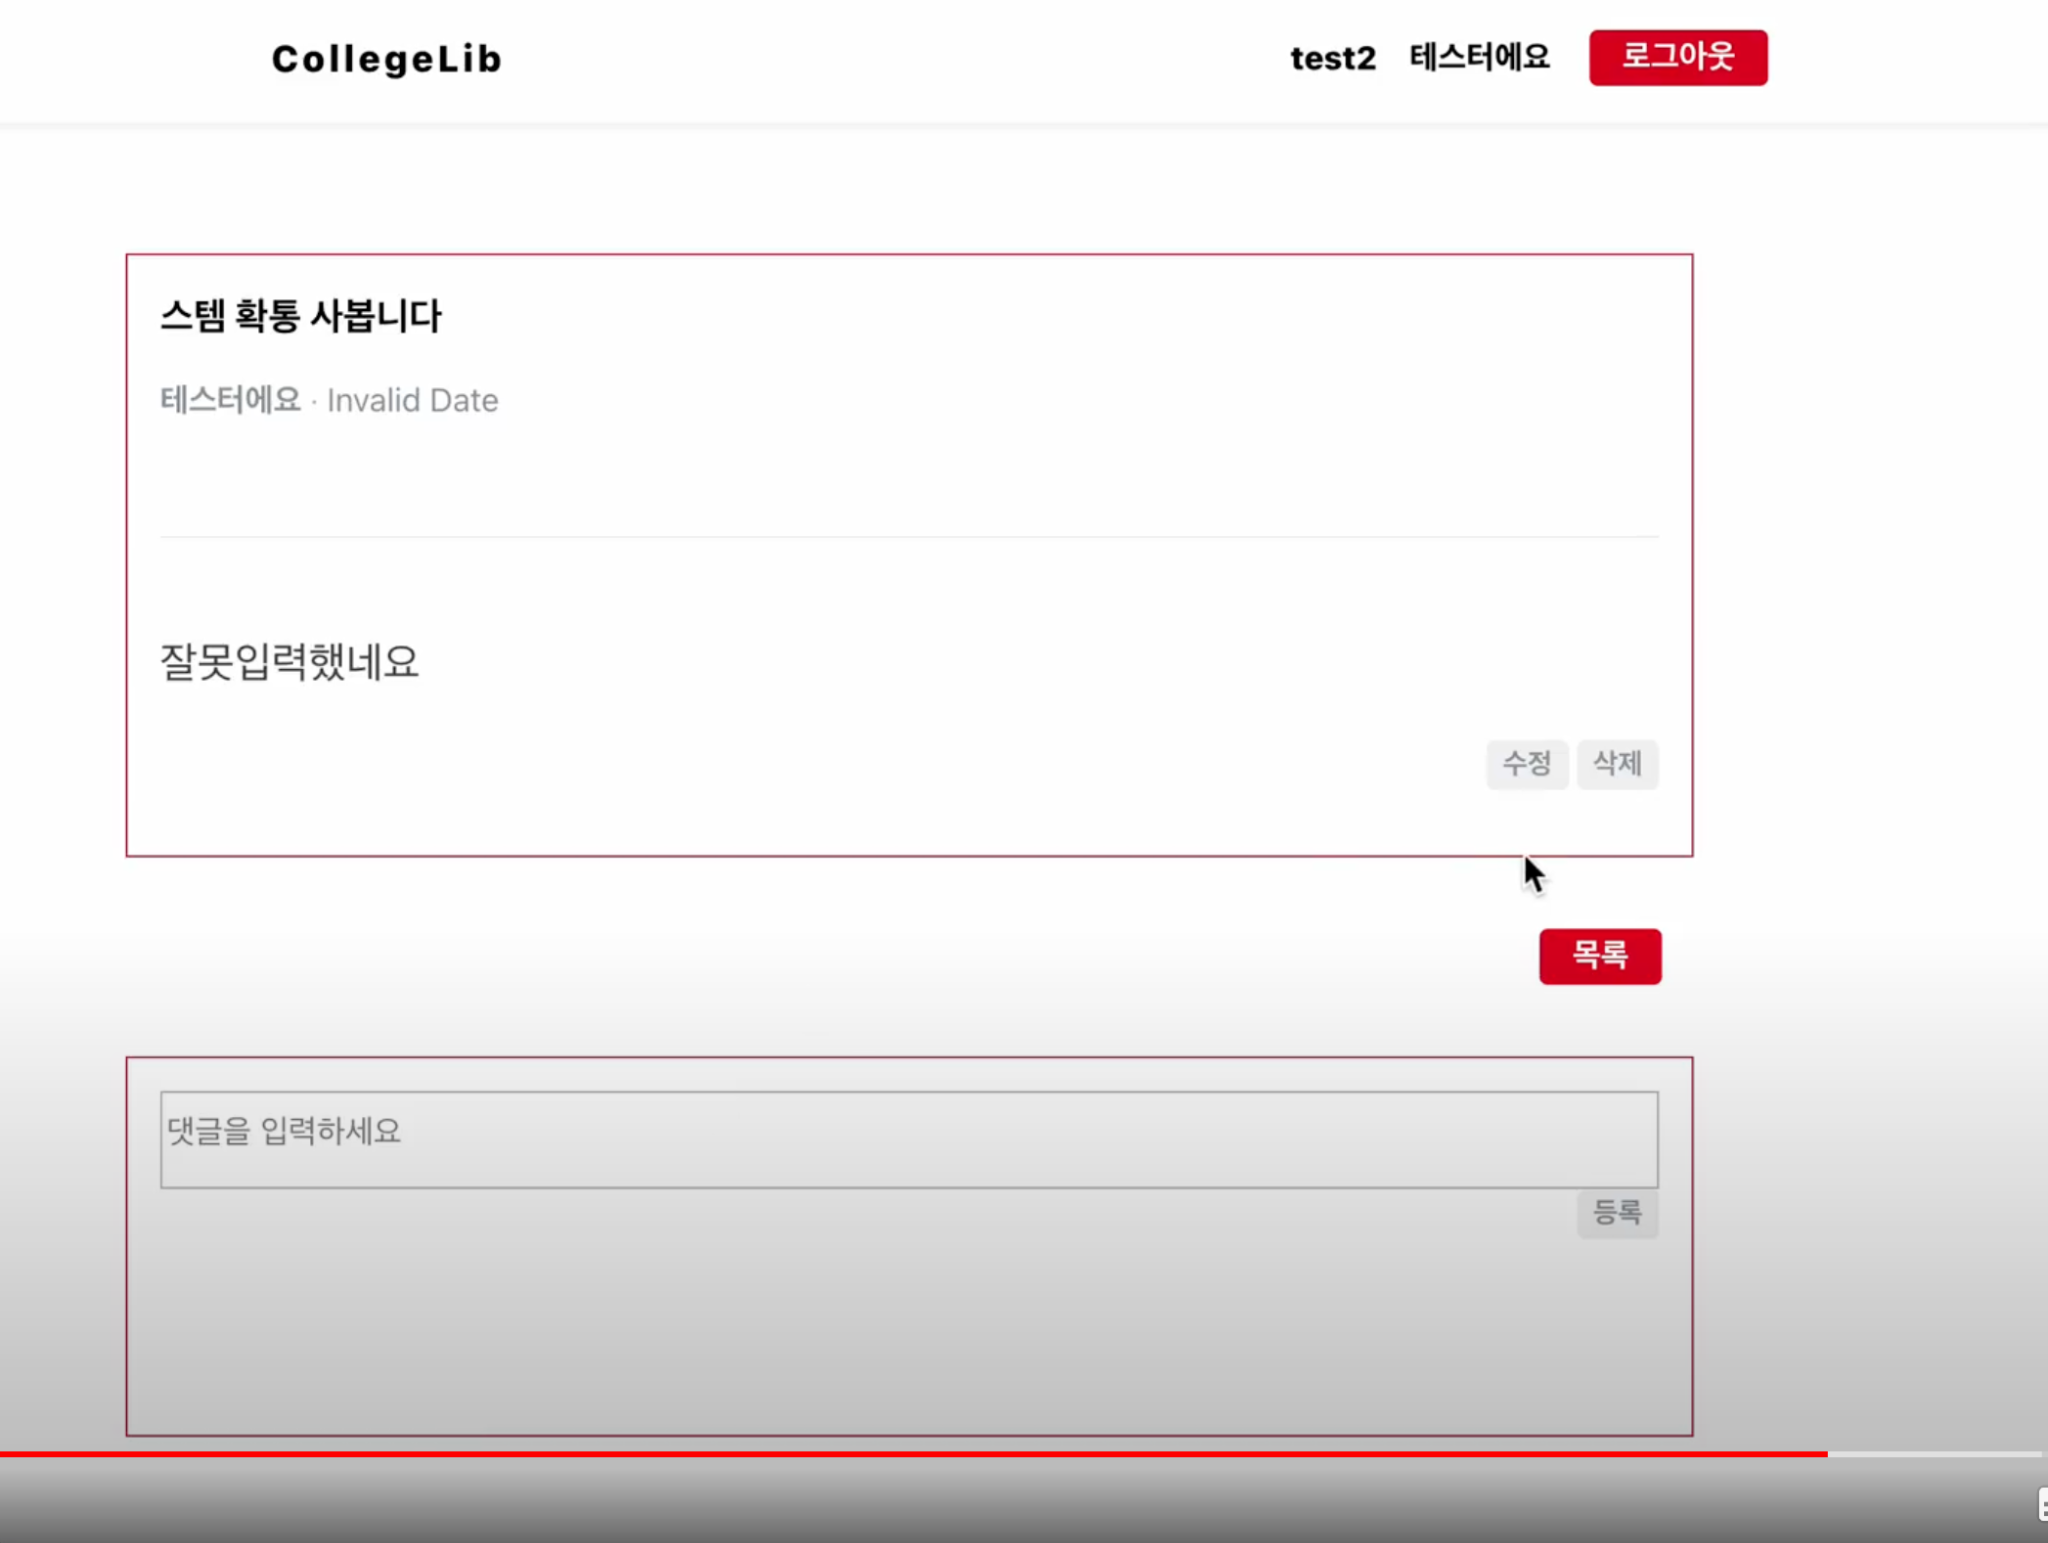 CollegeLib
test2 테스터에요 로그아웃
스템 확통 사봅니다
테스터에요 · Invalid Date
잘못입력했네요
수정 삭제
목록
댓글을 입력하세요
등록